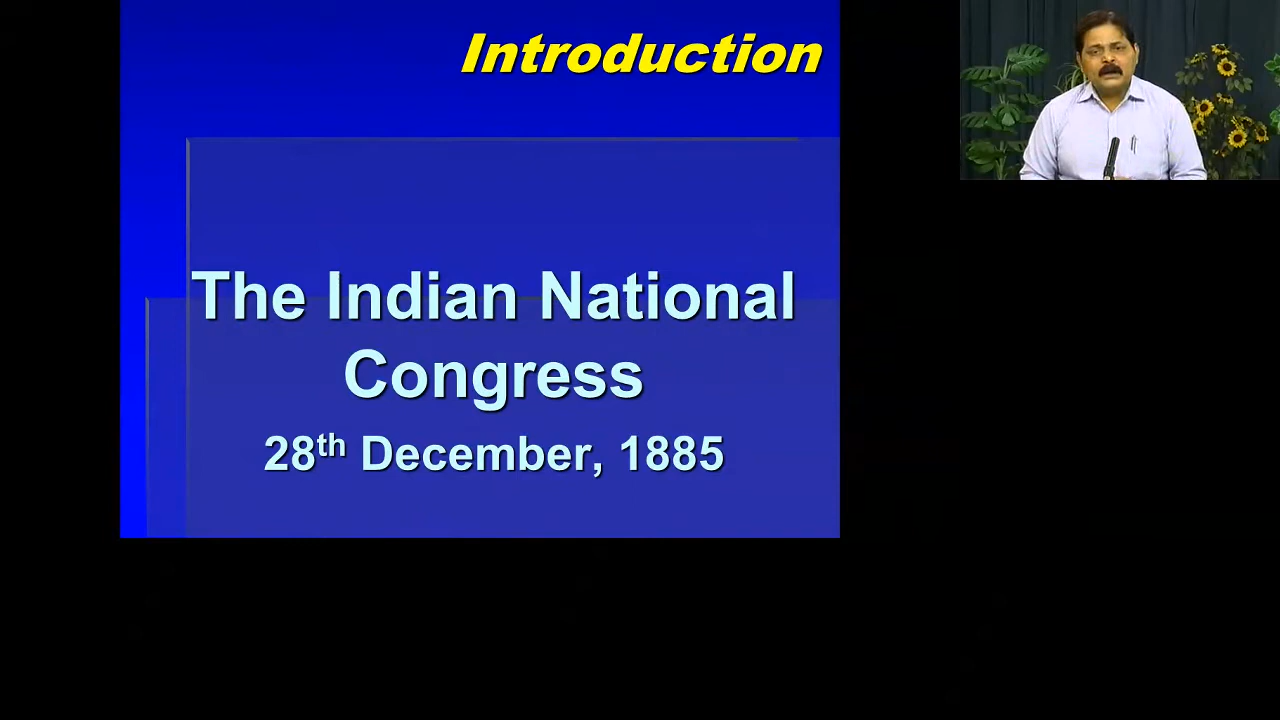 Introduction
The Indian National
Congress
28th December, 1885